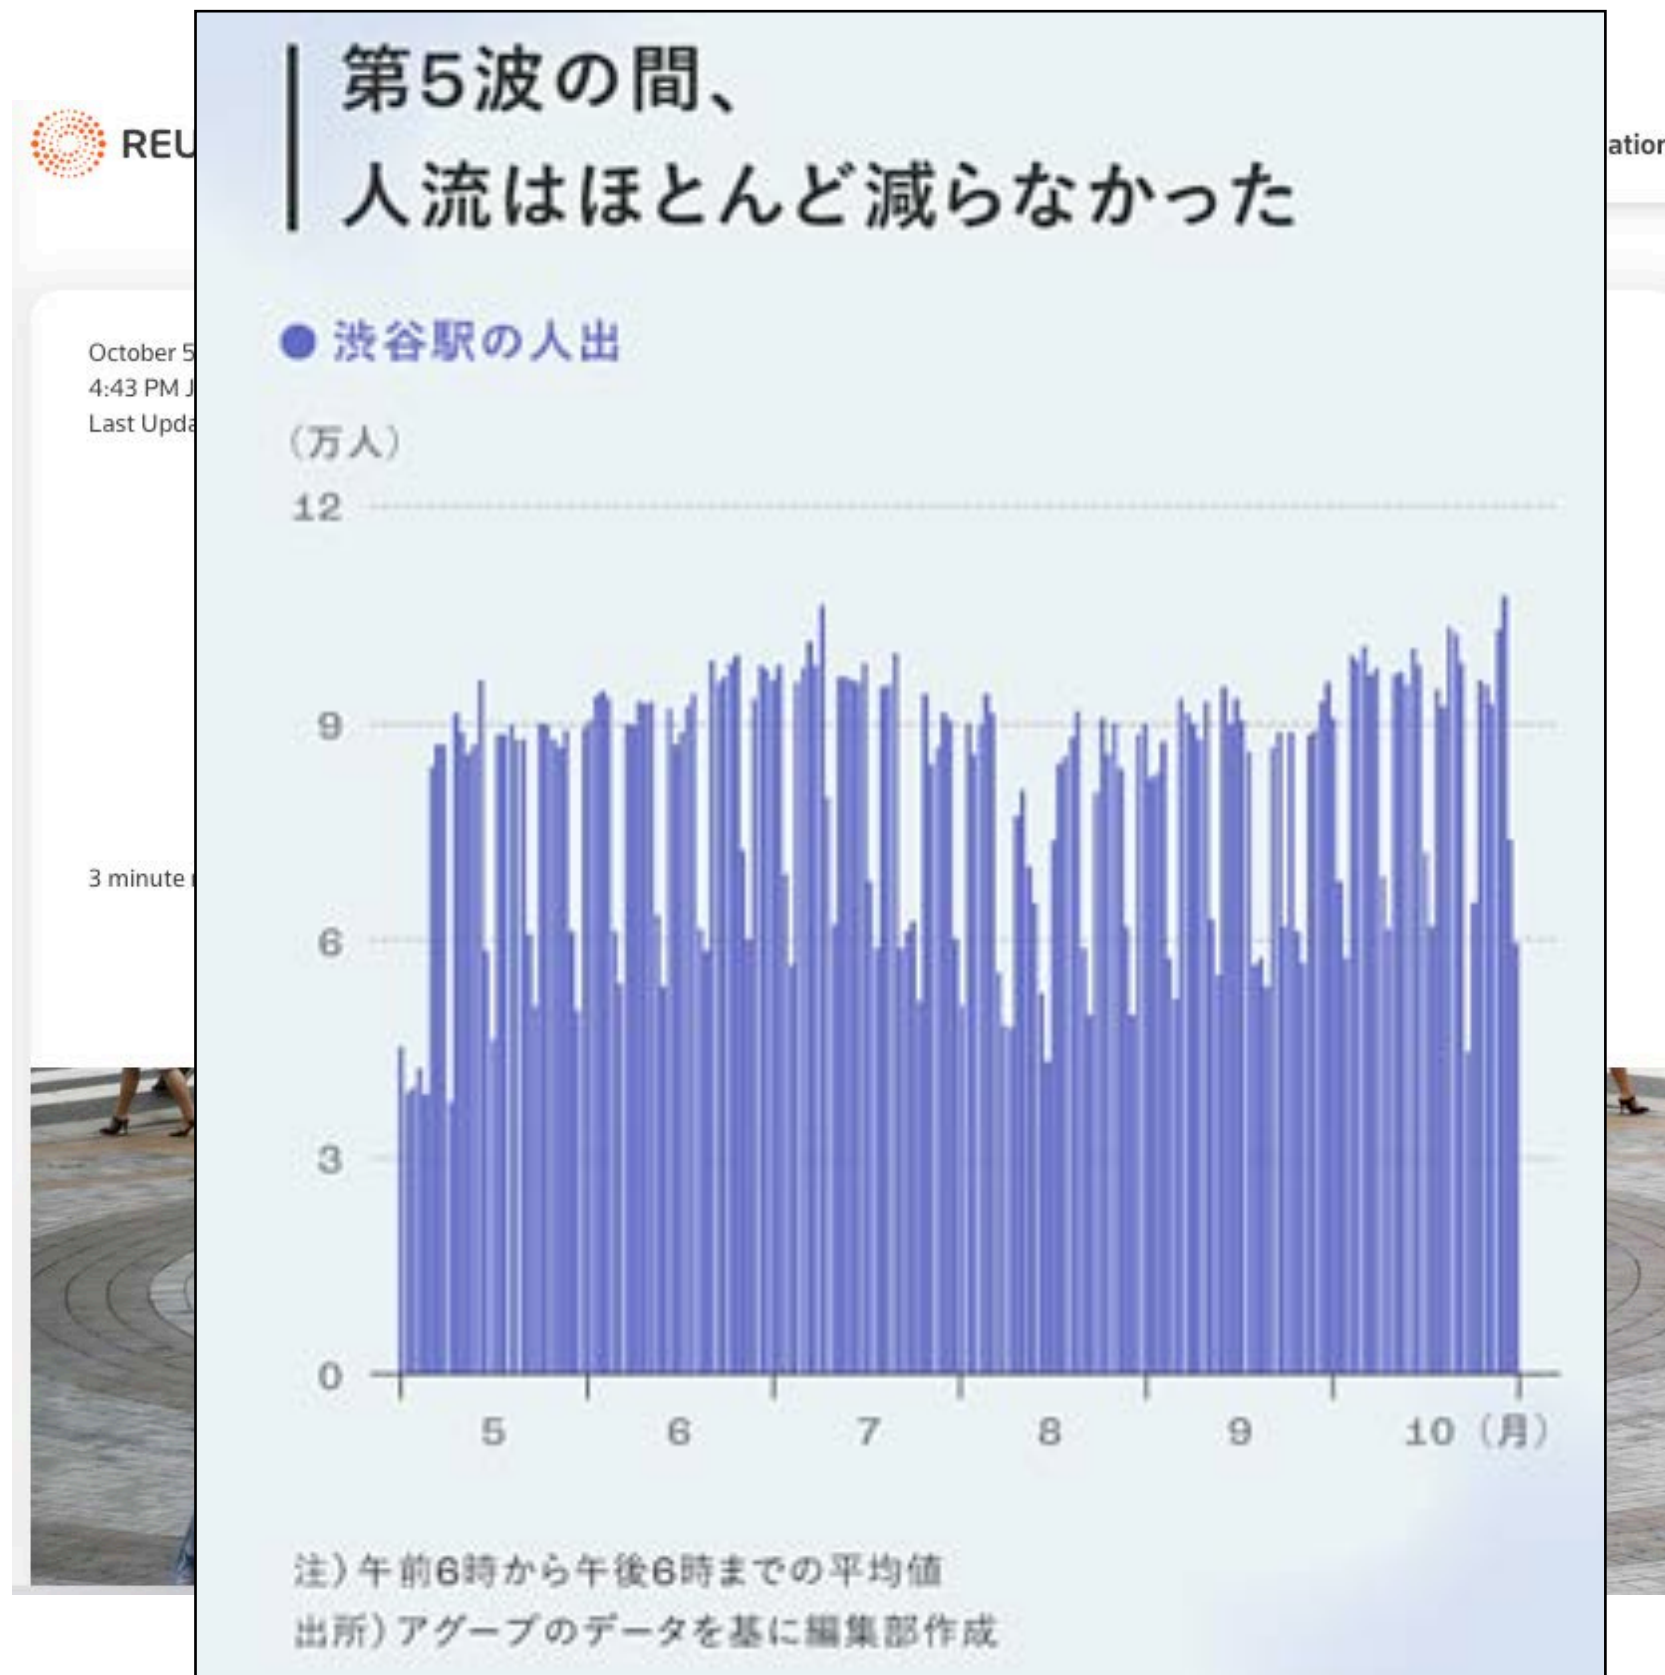 第5波の間、
人流はほとんど減らなかった
REU
ation
October 5
4:43 PM J
Last Upda
3 minute r
● 渋谷駅の人出
（万人）
12
9
6
3
0
5 6 7 8 9 10（月）
注）午前6時から午後6時までの平均値
出所）アグープのデータを基に編集部作成